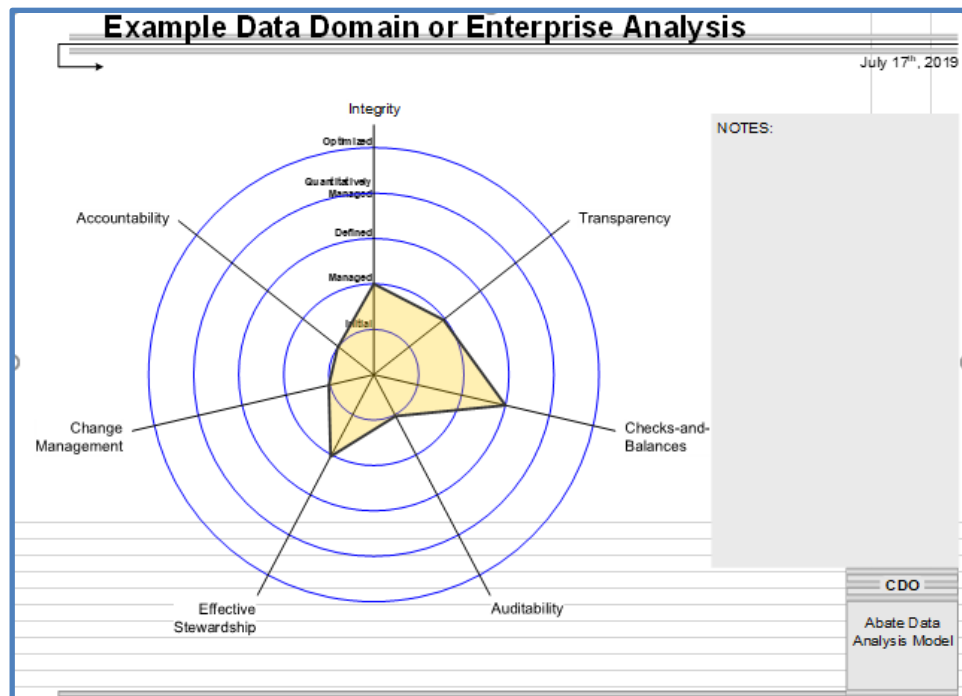 Example Data Domain or Enterprise Analysis
July 17th, 2019
Integrity
NOTES:
Optimized
Quantitatively
Managed
Accountability
Transparency
Defined
Managed
Initial
Change
Management
Checks-and-
Balances
Effective
Stewardship
Auditability
CDO
Abate Data
Analysis Model